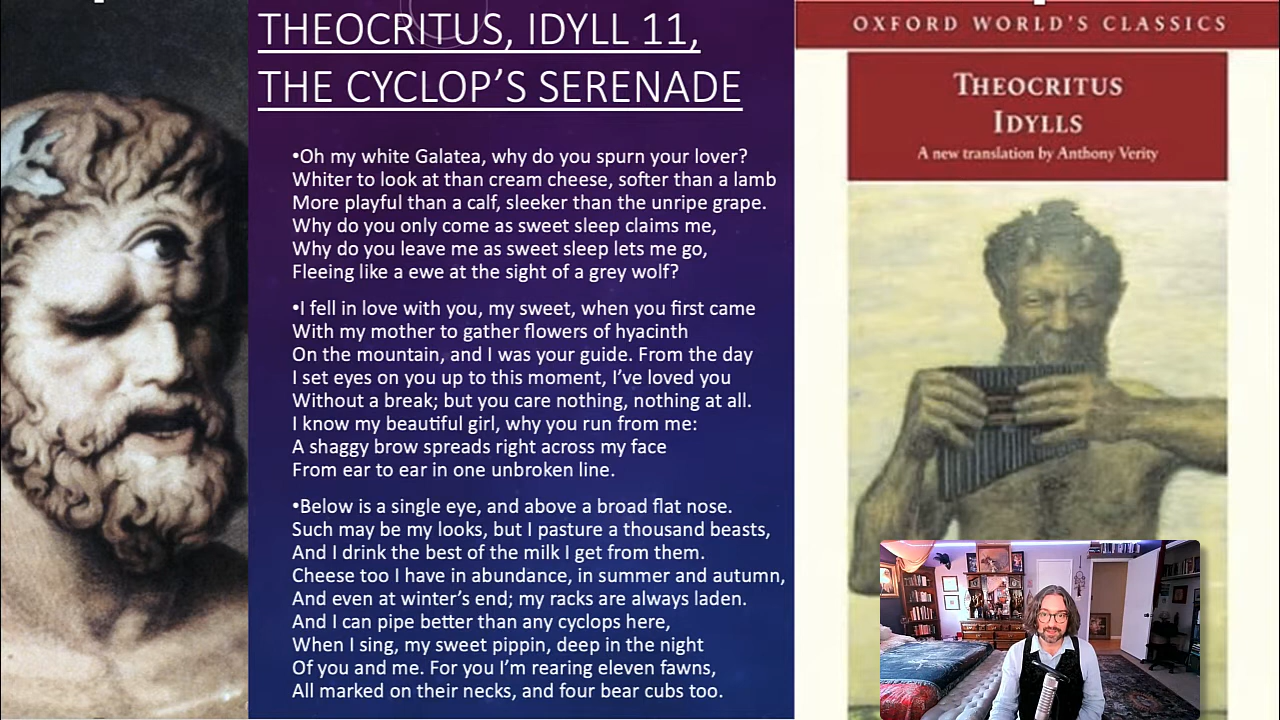 THEOCRITUS, IDYLL 11,
THE CYCLOP'S SERENADE
•Oh my white Galatea, why do you spurn your lover?
Whiter to look at than cream cheese, softer than a lamb
More playful than a calf, sleeker than the unripe grape.
Why do you only come as sweet sleep claims me,
Why do you leave me as sweet sleep lets me go,
Fleeing like a ewe at the sight of a grey wolf?
•I fell in love with you, my sweet, when you first came
With my mother to gather flowers of hyacinth
On the mountain, and I was your guide. From the day
I set eyes on you up to this moment, I've loved you
Without a break; but you care nothing, nothing at all.
I know my beautiful girl, why you run from me:
A shaggy brow spreads right across my face
From ear to ear in one unbroken line.
•Below is a single eye, and above a broad flat nose.
Such may be my looks, but I pasture a thousand beasts,
And I drink the best of the milk I get from them.
Cheese too I have in abundance, in summer and autumn,
And even at winter's end; my racks are always laden.
And I can pipe better than any cyclops here,
When I sing, my sweet pippin, deep in the night
Of you and me. For you I'm rearing eleven fawns,
All marked on their necks, and four bear cubs too.
OXFORD WORLD'S CLASSICS
THEOCRITUS
IDYLLS
A new translation by Anthony Verity